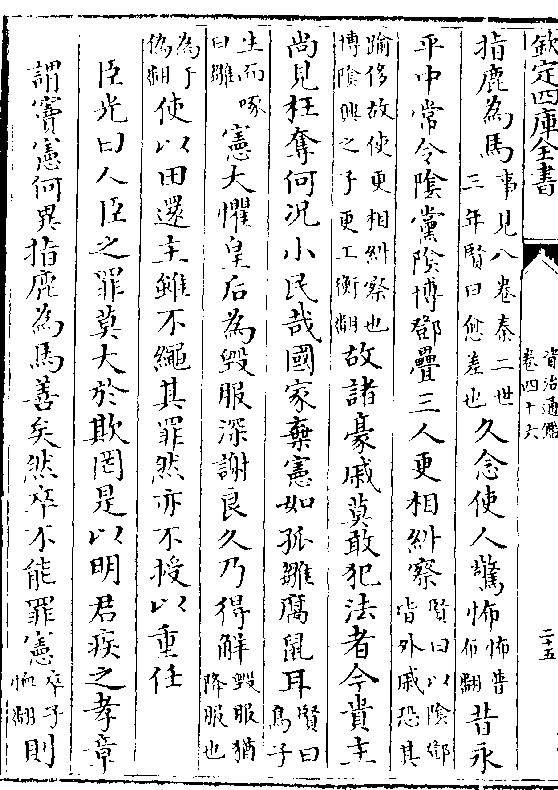 欽定四庫全書
資治通鑑
卷四十六
二十五
指鹿為馬事見八卷秦二世三年賢曰愈差也久念使人驚怖怖普布翻昔永
平中常令隂黨隂博鄧疊三人更相糾察賢曰以隂鄧皆外戚恐其
踰侈故使更相糾察也博隂興之子更工衡翻故諸豪戚莫敢犯法者今貴主
尚見枉奪何况小民哉國家棄憲如孤雛腐鼠耳賢曰鳥子
生而啄曰雛憲大懼皇后為毀服深謝良久乃得解毀服猶降服也
為于偽翻使以田還主雖不繩其罪然亦不授以重任
臣光曰人臣之罪莫大於欺罔是以明君疾之孝章
謂竇憲何異指鹿為馬善矣然卒不能罪憲卒子恤翻則